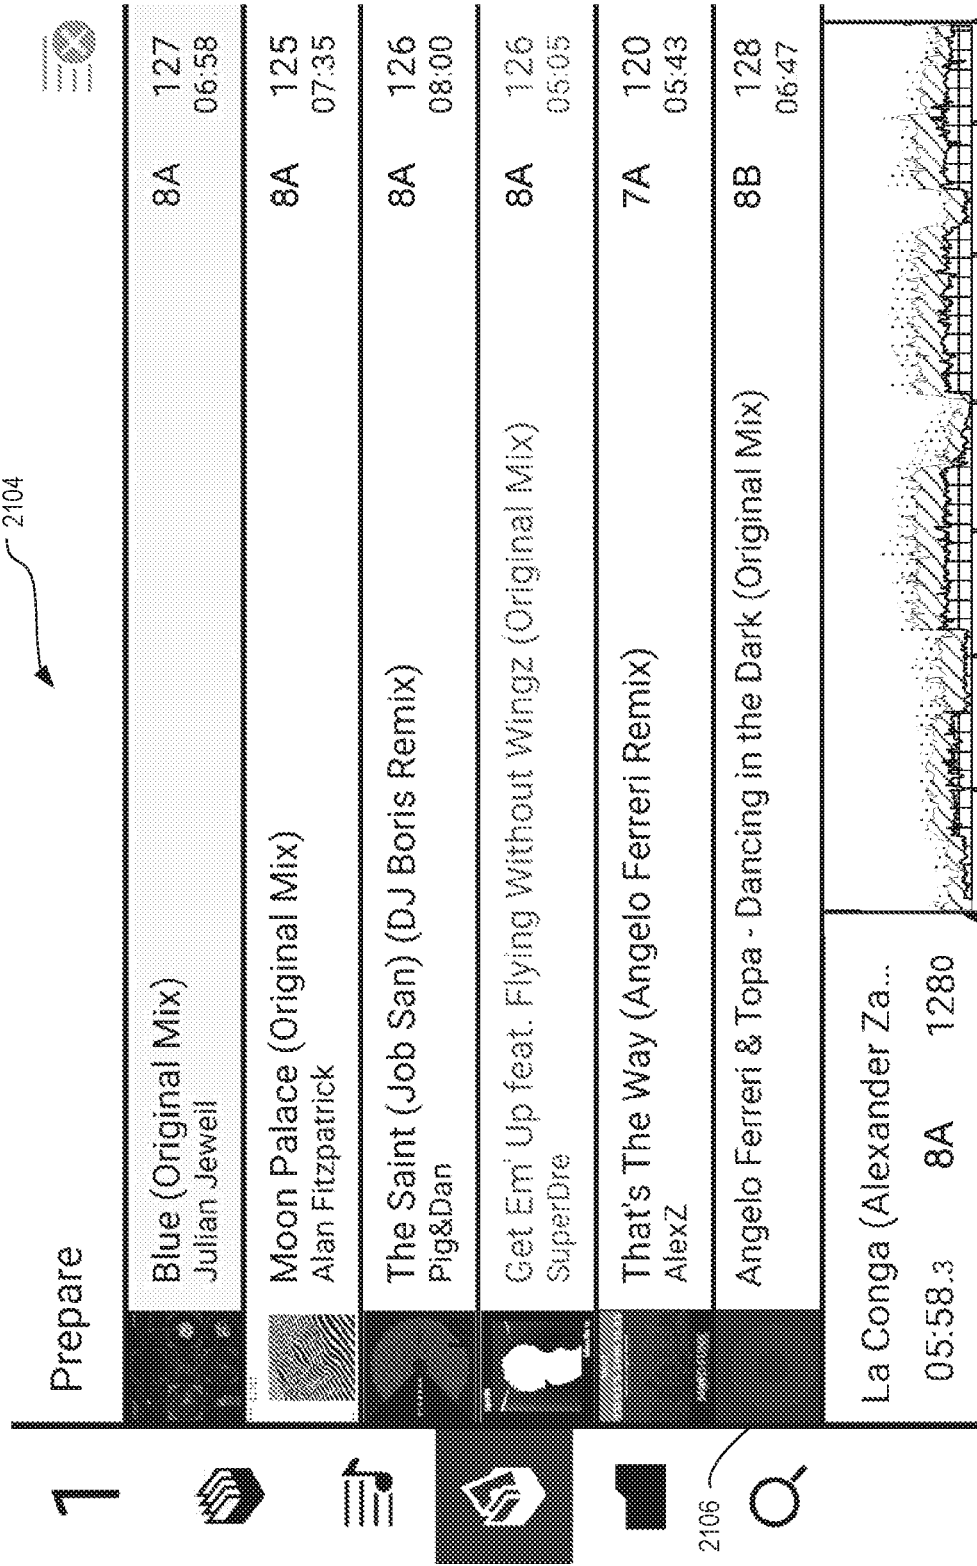 2104
1
Prepare
Blue (Original Mix)
8A
127
Julian Jewell
06:58
Moon Palace (Original Mix)
8A
125
Alan Fitzpatrick
07:35
The Saint (Job San) (DJ Boris Remix)
8A
126
Pig&Dan
08:00
Get Em' Up feat. Flying Without Wingz (Original Mix)
8A
126
SuperDre
05:05
That's The Way (Angelo Ferreri Remix)
7A
120
AlexZ
05:43
Angelo Ferreri & Topa - Dancing in the Dark (Original Mix)
8B
128
06:47
2106
La Conga (Alexander Za...
05:58.3
8A
1280